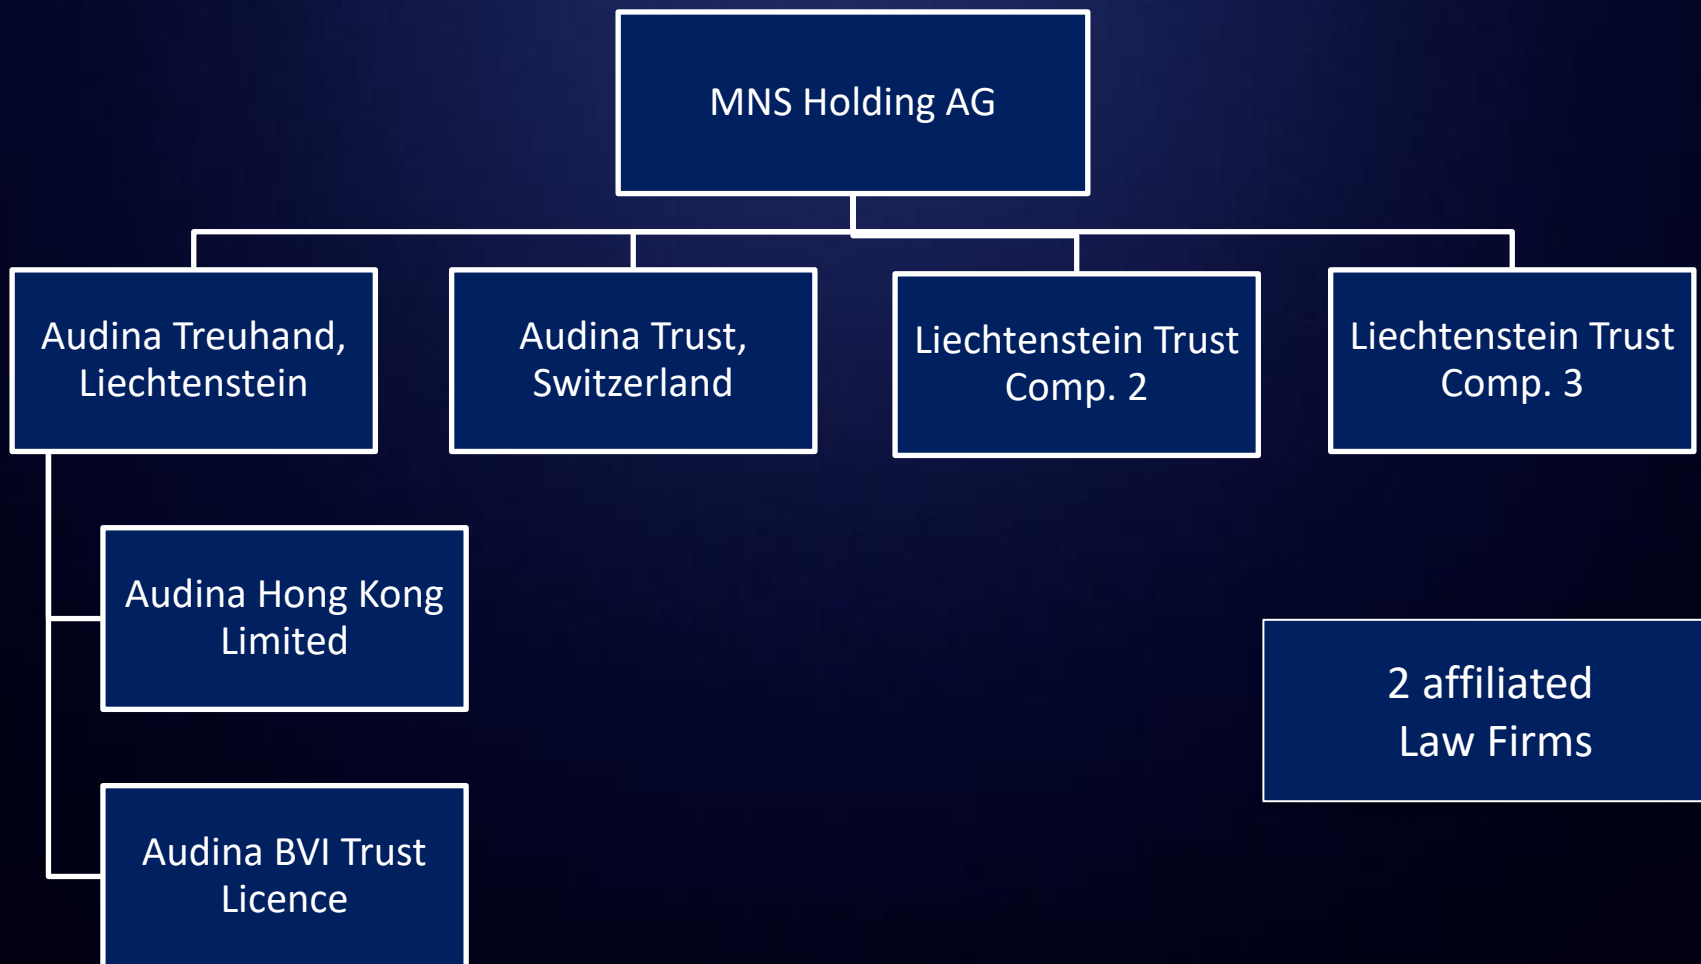 MNS Holding AG
Audina Treuhand,
Liechtenstein
Audina Trust,
Switzerland
Liechtenstein Trust
Comp. 2
Liechtenstein Trust
Comp. 3
Audina Hong Kong
Limited
2 affiliated
Law Firms
Audina BVI Trust
Licence